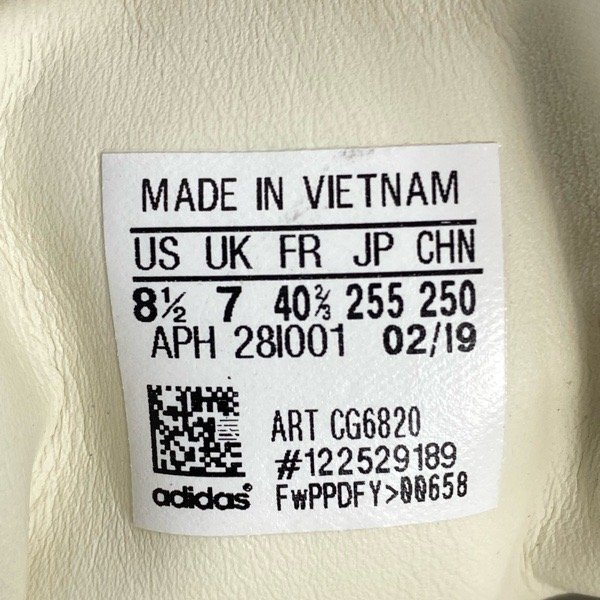 MADE IN VIETNAM
US UK FR JP CHN
8½ 7 40⅔ 255 250
APH 28I001 02/19
ART CG6820
#122529189
adidas FwPPDFY>00658